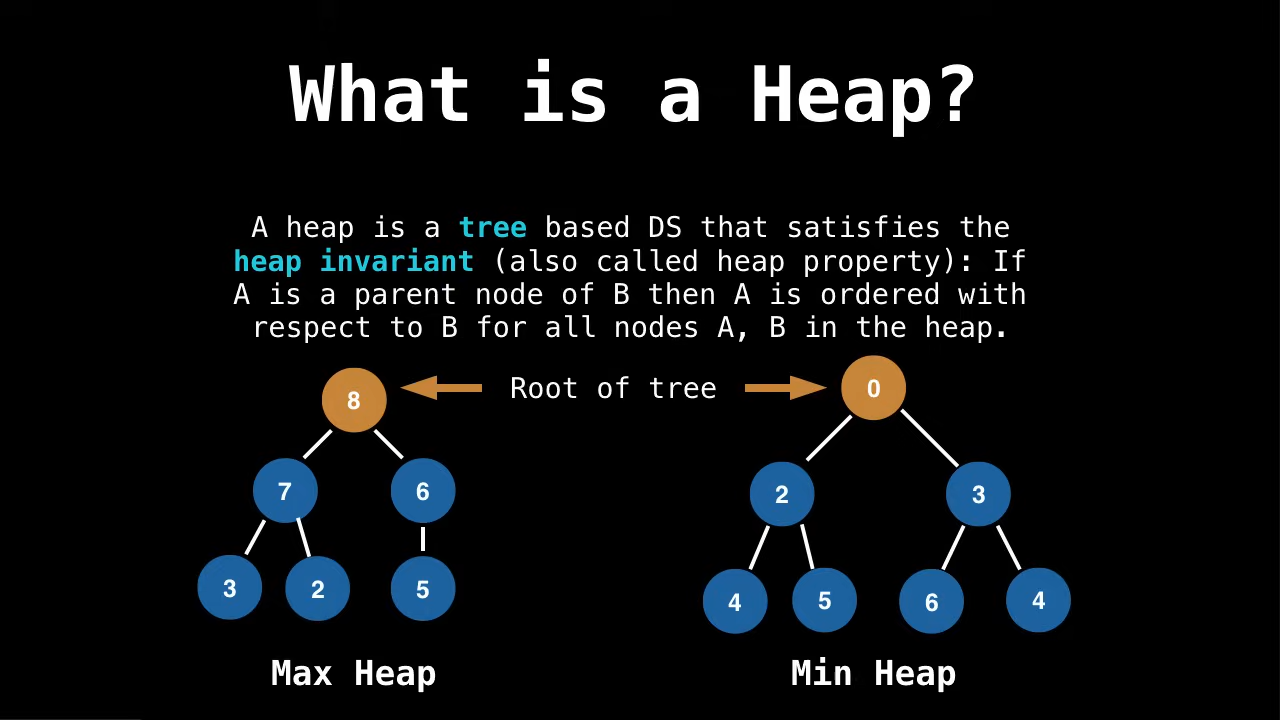 What is a Heap?
A heap is a tree based DS that satisfies the
heap invariant (also called heap property): If
A is a parent node of B then A is ordered with
respect to B for all nodes A, B in the heap.
Root of tree
8
0
7
6
2
3
3
2
5
4
5
6
4
Max Heap
Min Heap